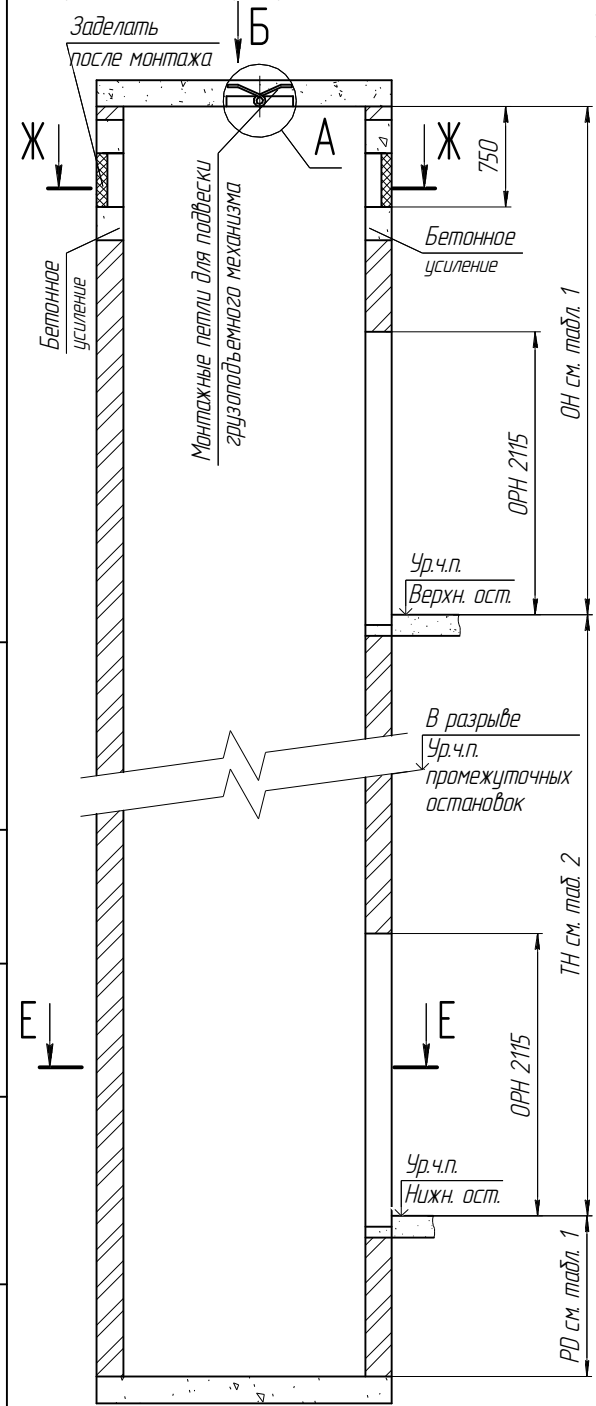 Заделать
после монтажа
Б
А
Ж
Ж
750
Монтажные петли для подвески
грузоподъемного механизма
Бетонное
усиление
Бетонное
усиление
ОН см. табл. 1
ОРН 2115
Ур.ч.п.
Верхн. ост.
В разрыве
Ур.ч.п.
промежуточных
остановок
ТН см. таб. 2
Е
Е
ОРН 2115
Ур.ч.п.
Нижн. ост.
PD см. табл. 1